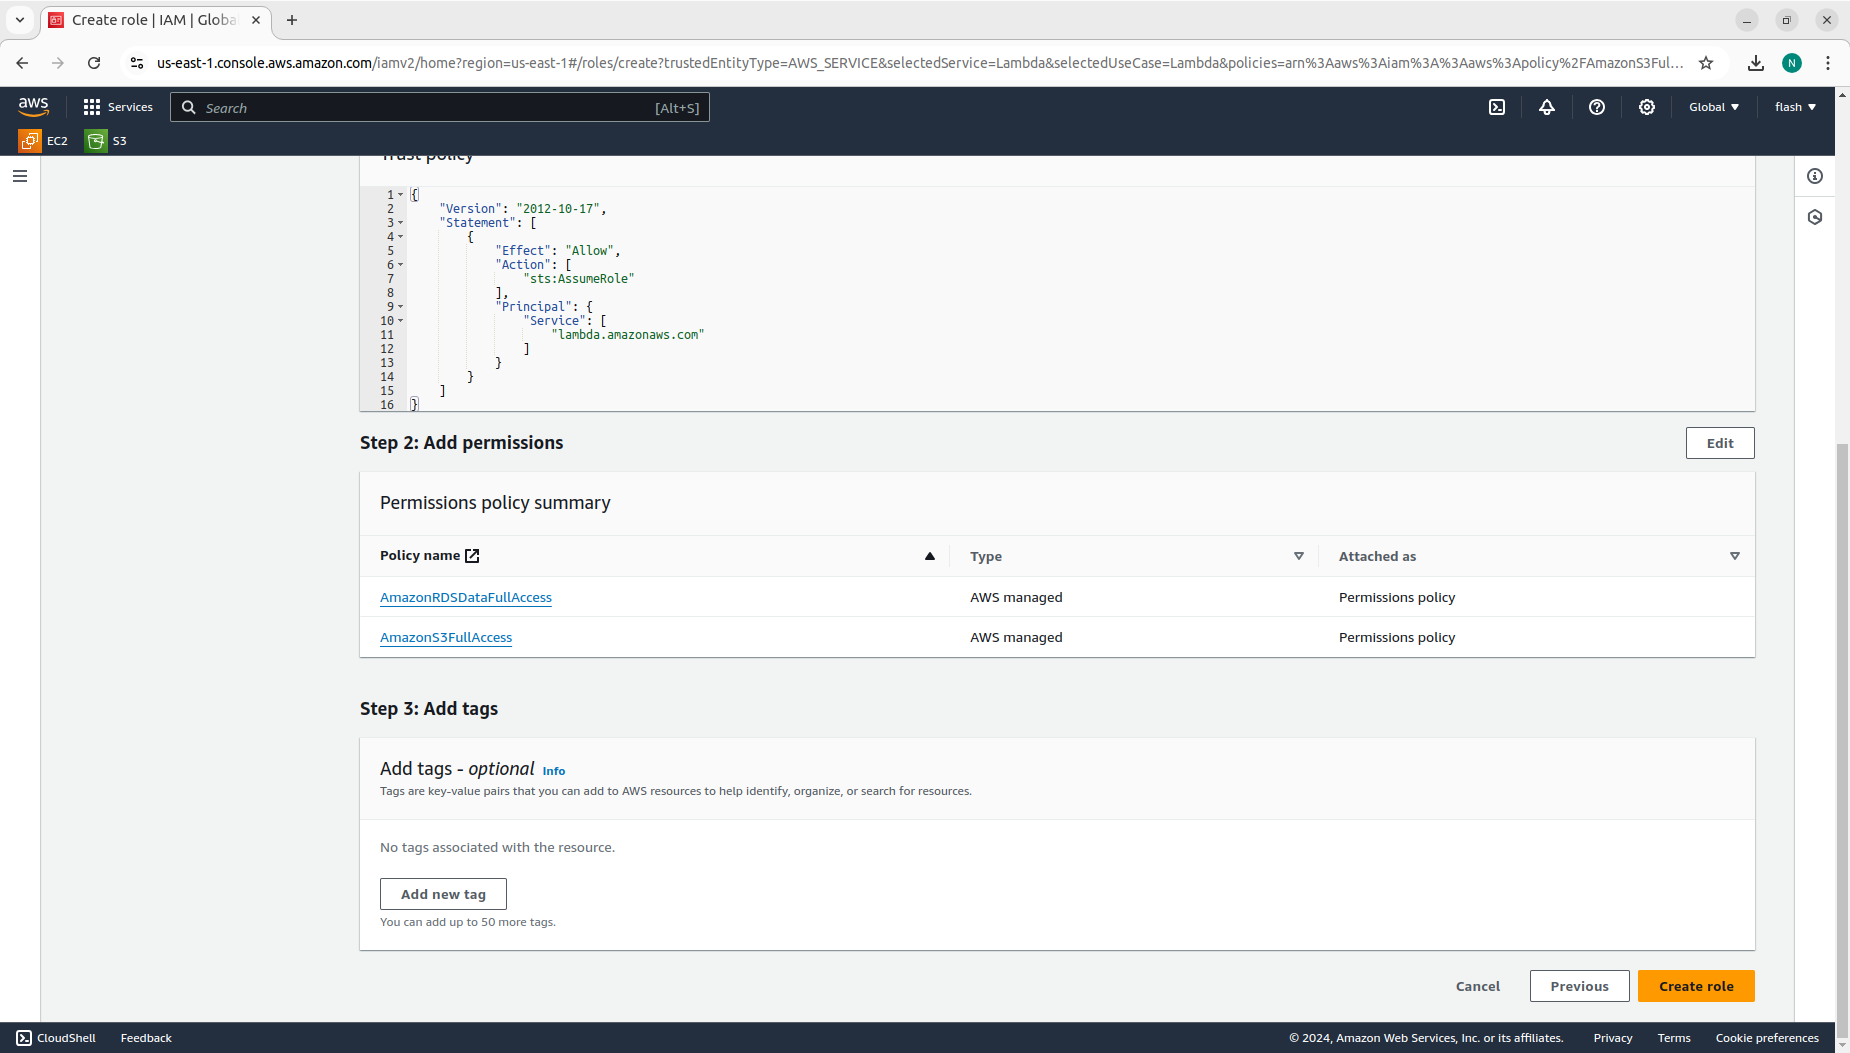 Create role | IAM | Globa
us-east-1.console.aws.amazon.com/iamv2/home?region=us-east-1#/roles/create?trustedEntityType=AWS_SERVICE&selectedService=Lambda&selectedUseCase=Lambda&policies=arn%3Aaws%3Aiam%3A%3Aaws%3Apolicy%2FAmazonS3Ful...
N
aws
Services
Search
[Alt+S]
Global
flash
EC2
S3
Trust policy
1 {
2 "Version": "2012-10-17",
3 "Statement": [
4 {
5 "Effect": "Allow",
6 "Action": [
7 "sts:AssumeRole"
8 ],
9 "Principal": {
10 "Service": [
11 "lambda.amazonaws.com"
12 ]
13 }
14 }
15 ]
16 }
Step 2: Add permissions
Edit
Permissions policy summary
Policy name Type Attached as
AmazonRDSDataFullAccess AWS managed Permissions policy
AmazonS3FullAccess AWS managed Permissions policy
Step 3: Add tags
Add tags - optional Info
Tags are key-value pairs that you can add to AWS resources to help identify, organize, or search for resources.
No tags associated with the resource.
Add new tag
You can add up to 50 more tags.
Cancel Previous Create role
CloudShell Feedback © 2024, Amazon Web Services, Inc. or its affiliates. Privacy Terms Cookie preferences